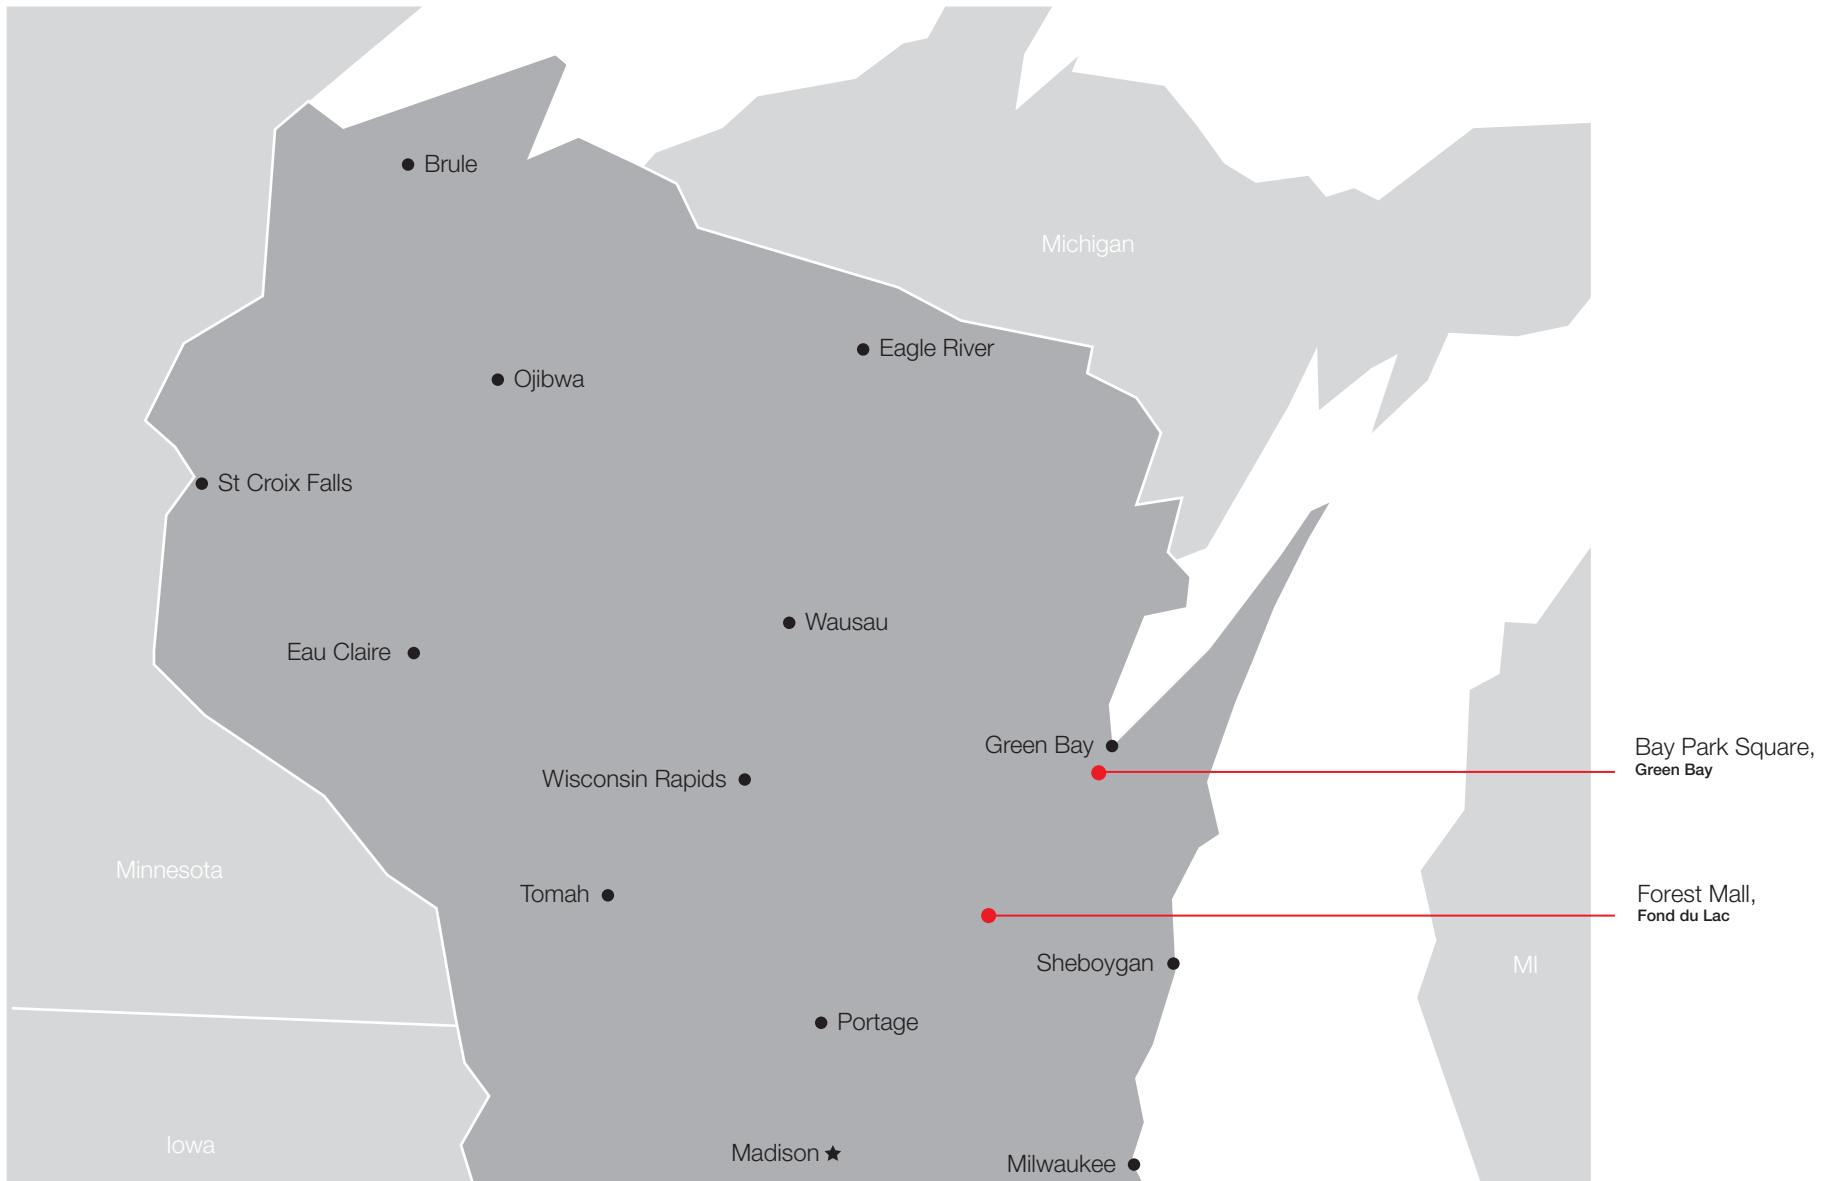 Brule
Michigan
Eagle River
Ojibwa
St Croix Falls
Wausau
Eau Claire
Green Bay
Bay Park Square,
Green Bay
Wisconsin Rapids
Minnesota
Tomah
Forest Mall,
Fond du Lac
Sheboygan
MI
Portage
Iowa
Madison
Milwaukee